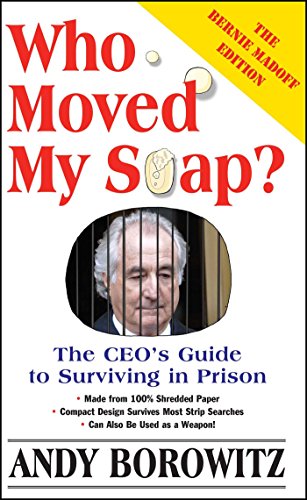 THE
BERNIE MADOFF
EDITION
Who
Moved
My Soap?
The CEO's Guide
to Surviving in Prison
• Made from 100% Shredded Paper
• Compact Design Survives Most Strip Searches
• Can Also Be Used as a Weapon!
ANDY BOROWITZ